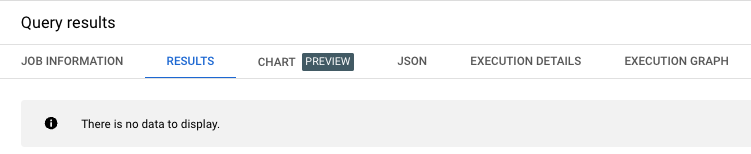 Query results
JOB INFORMATION RESULTS CHART PREVIEW JSON EXECUTION DETAILS EXECUTION GRAPH
There is no data to display.